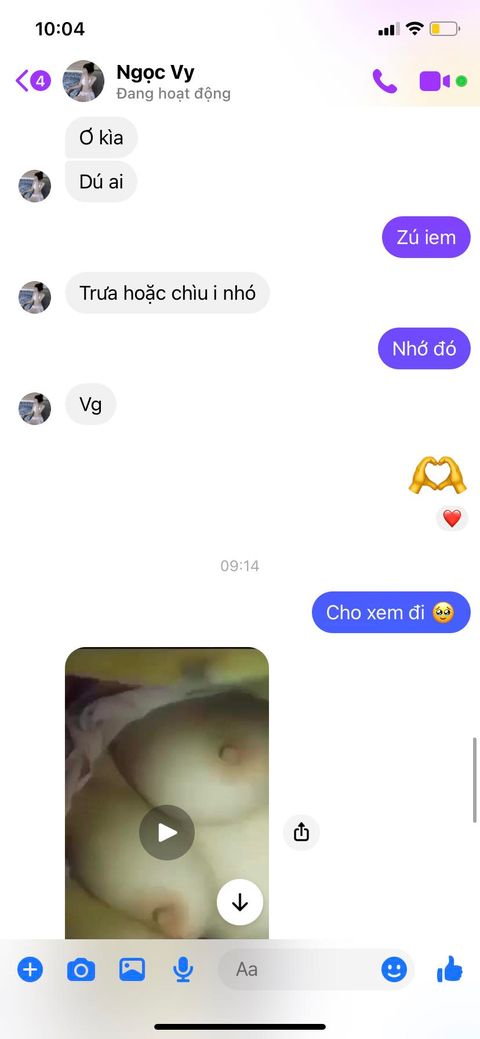 10:04
4
Ngọc Vy
Đang hoạt động
Ơ kìa
Dú ai
Zú iem
Trưa hoặc chìu i nhó
Nhớ đó
Vg
09:14
Cho xem đi 🥹
Aa